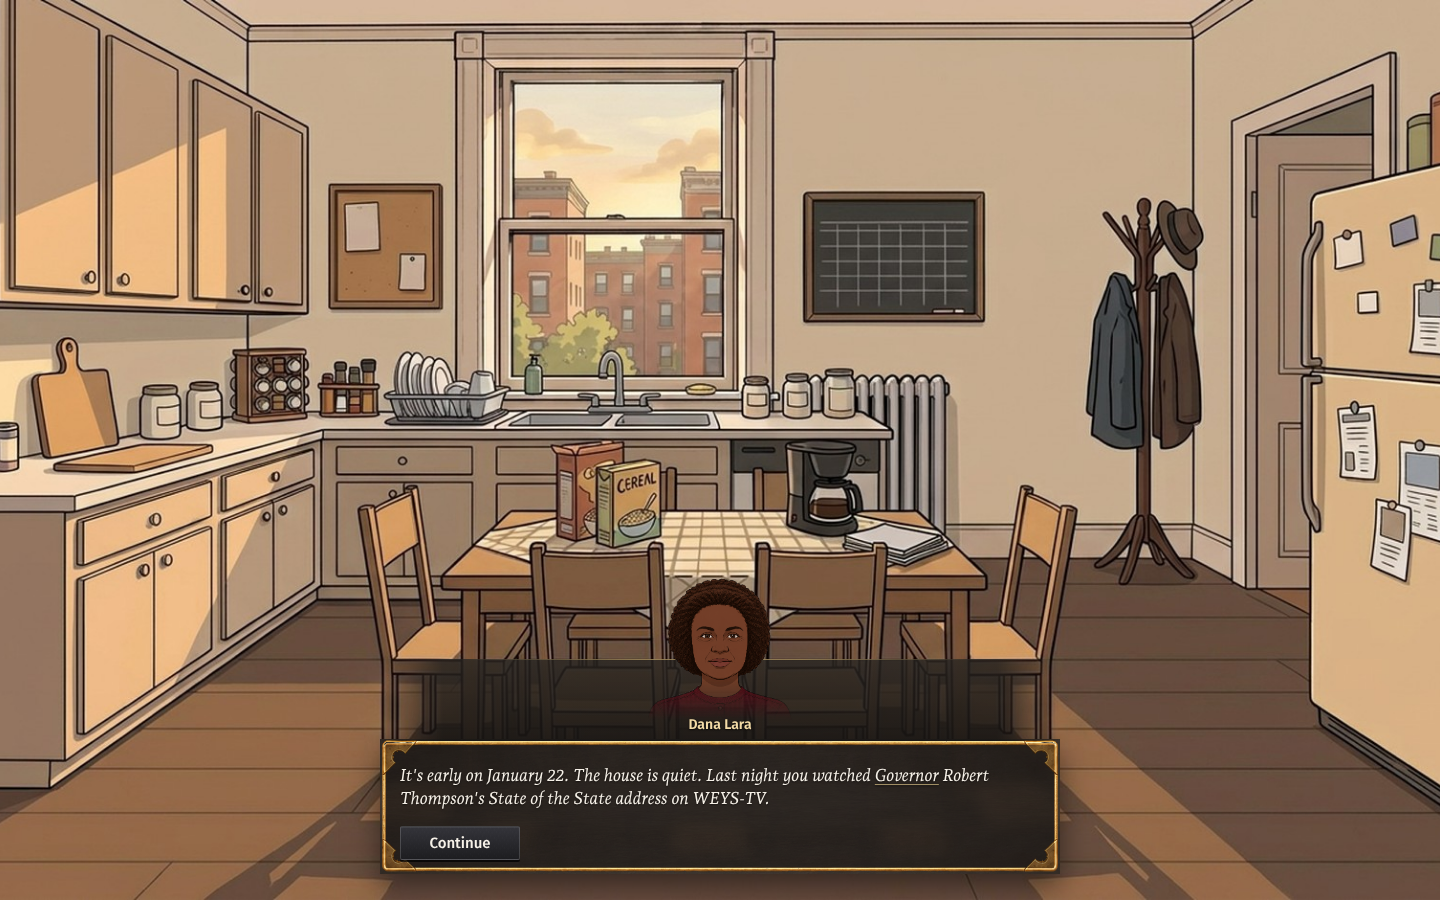 CEREAL
Dana Lara
It's early on January 22. The house is quiet. Last night you watched Governor Robert
Thompson's State of the State address on WEYS-TV.
Continue